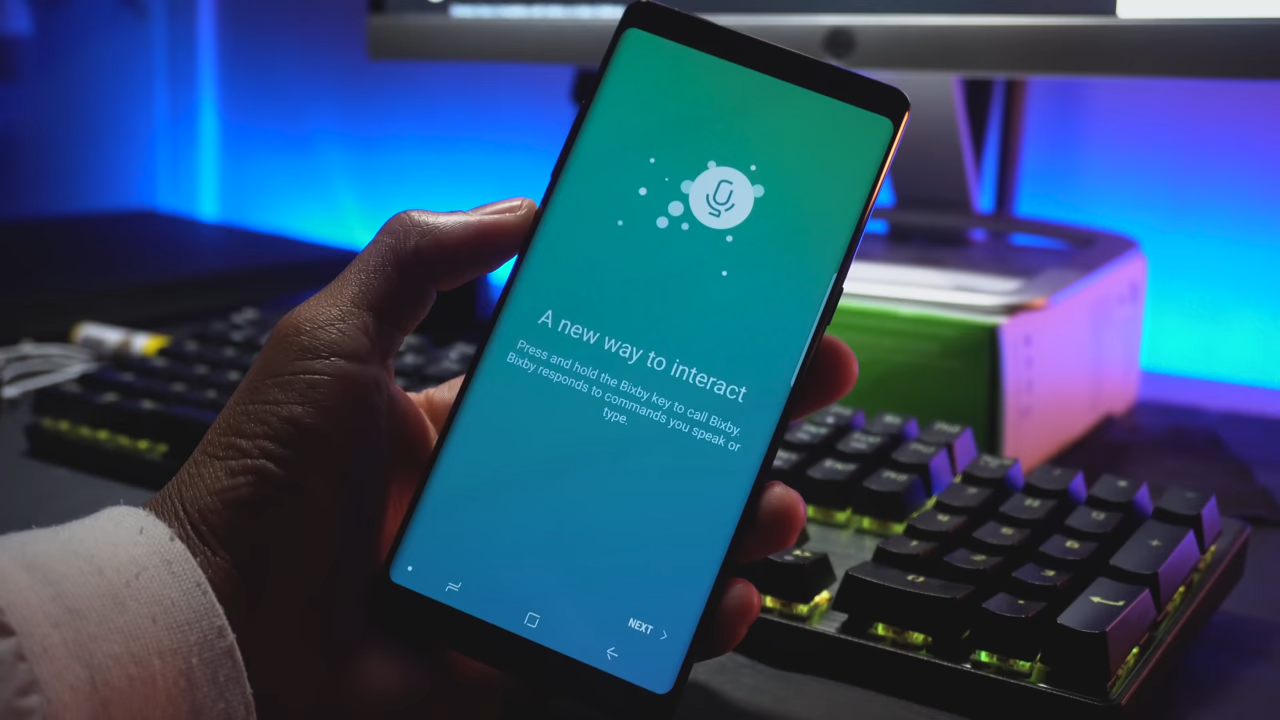 A new way to interact
Press and hold the Bixby key to call Bixby.
Bixby responds to commands you speak or
type.
NEXT